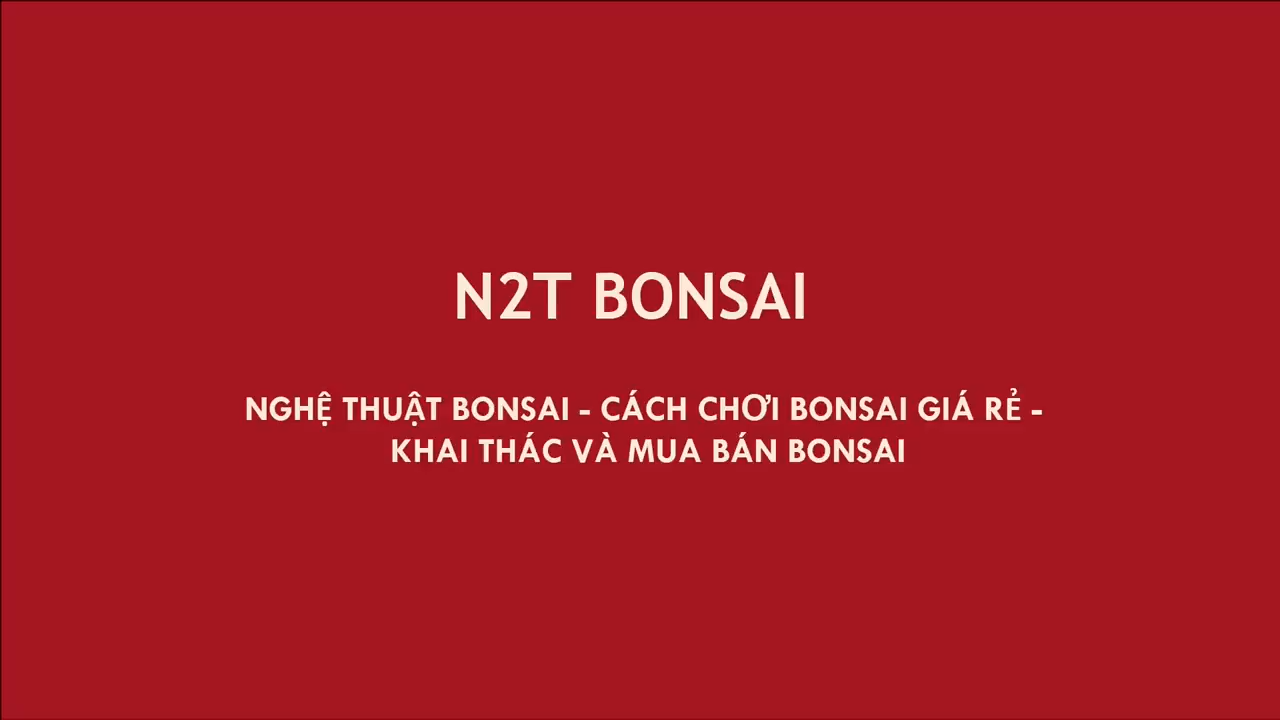 N2T BONSAI
NGHỆ THUẬT BONSAI - CÁCH CHƠI BONSAI GIÁ RẺ -
KHAI THÁC VÀ MUA BÁN BONSAI